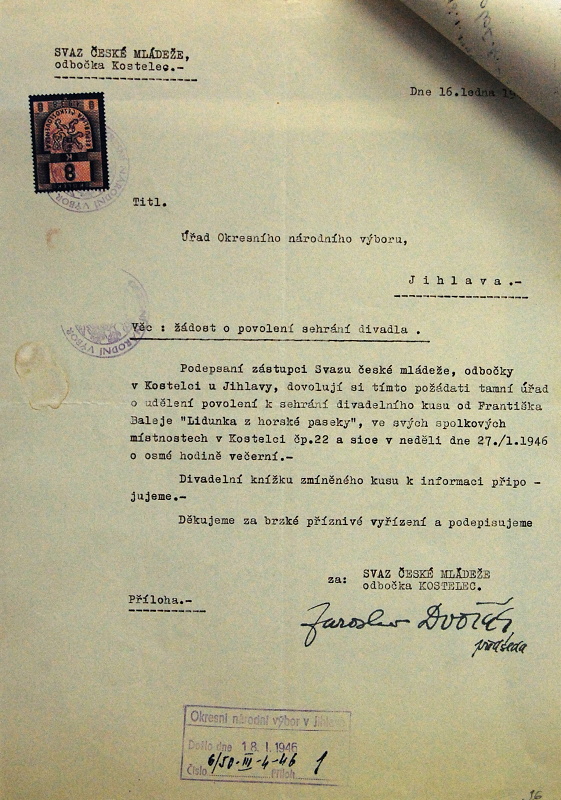 SVAZ ČESKÉ MLÁDEŽE,
odbočka Kostelec.-
Dne 16.ledna
8 8
8
Titl.
Úřad Okresního národního výboru,
Jihlava.-
NÁRODNÍ VÝBOR
Věc : žádost o povolení sehrání divadla .
Podepsaní zástupci Svazu české mládeže, odbočky
v Kostelci u Jihlavy, dovolují si tímto požádati tamní úřad
o udělení povolení k sehrání divadelního kusu od Františka
Baleje "Lidunka z horské paseky", ve svých spolkových
místnostech v Kostelci čp.22 a sice v neděli dne 27./1.1946
o osmé hodině večerní.-
Divadelní knížku zmíněného kusu k informaci připo -
jujeme.-
Děkujeme za brzké příznivé vyřízení a podepisujeme
za: SVAZ ČESKÉ MLÁDEŽE
odbočka KOSTELEC.
Příloha.-
Jaroslav Dvořák
předseda
Okresní národní výbor v Jihlavě
Došlo dne 18. I. 1946
6/50-III-4-46 1
Číslo Příloh
16